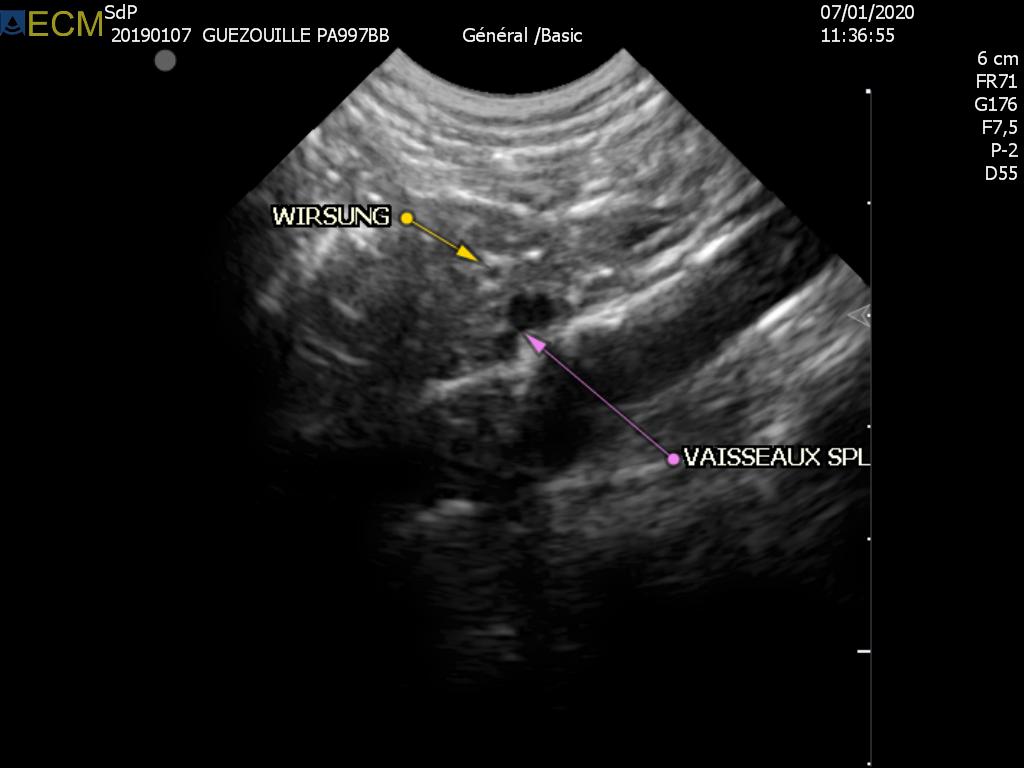 ECM
SdP
20190107 GUEZOUILLE PA997BB
Général /Basic
07/01/2020
11:36:55
6 cm
FR71
G176
F7,5
P-2
D55
WIRSUNG
VAISSEAUX SPL